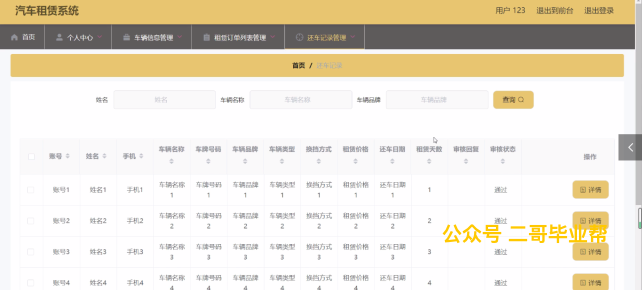 汽车租赁系统
用户 123 退出到前台 退出登录
首页 个人中心 车辆信息管理 租赁订单列表管理 还车记录管理
首页 / 还车记录
姓名 姓名 车辆名称 车辆名称 车辆品牌 车辆品牌 查询
账号 姓名 手机 车辆名称 车牌号码 车辆品牌 车辆类型 换挡方式 租赁价格 还车日期 租赁天数 审核回复 审核状态 操作
账号1 姓名1 手机1 车辆名称1 车牌号码1 车辆品牌1 车辆类型1 换挡方式1 租赁价格1 还车日期1 1 通过 详情
账号2 姓名2 手机2 车辆名称2 车牌号码2 车辆品牌2 车辆类型2 换挡方式2 租赁价格2 还车日期2 2 通过 详情
公众号 二哥毕业帮
账号3 姓名3 手机3 车辆名称3 车牌号码3 车辆品牌3 车辆类型3 换挡方式3 租赁价格3 还车日期3 3 通过 详情
账号4 姓名4 手机4 车辆名称4 车牌号码4 车辆品牌4 车辆类型4 换挡方式4 租赁价格4 还车日期4 4 通过 详情